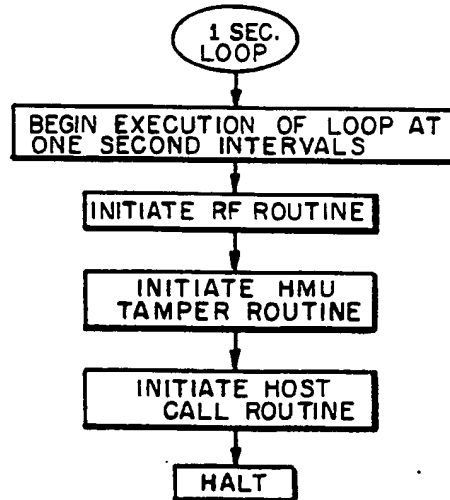 1 SEC.
LOOP
BEGIN EXECUTION OF LOOP AT
ONE SECOND INTERVALS
INITIATE RF ROUTINE
INITIATE HMU
TAMPER ROUTINE
INITIATE HOST
CALL ROUTINE
HALT